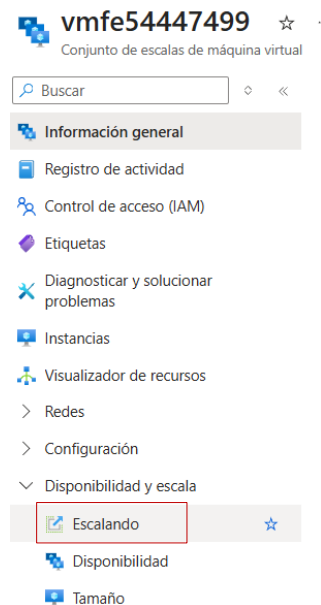 vmfe54447499
Conjunto de escalas de máquina virtual
Buscar
Información general
Registro de actividad
Control de acceso (IAM)
Etiquetas
Diagnosticar y solucionar
problemas
Instancias
Visualizador de recursos
Redes
Configuración
Disponibilidad y escala
Escalando
Disponibilidad
Tamaño